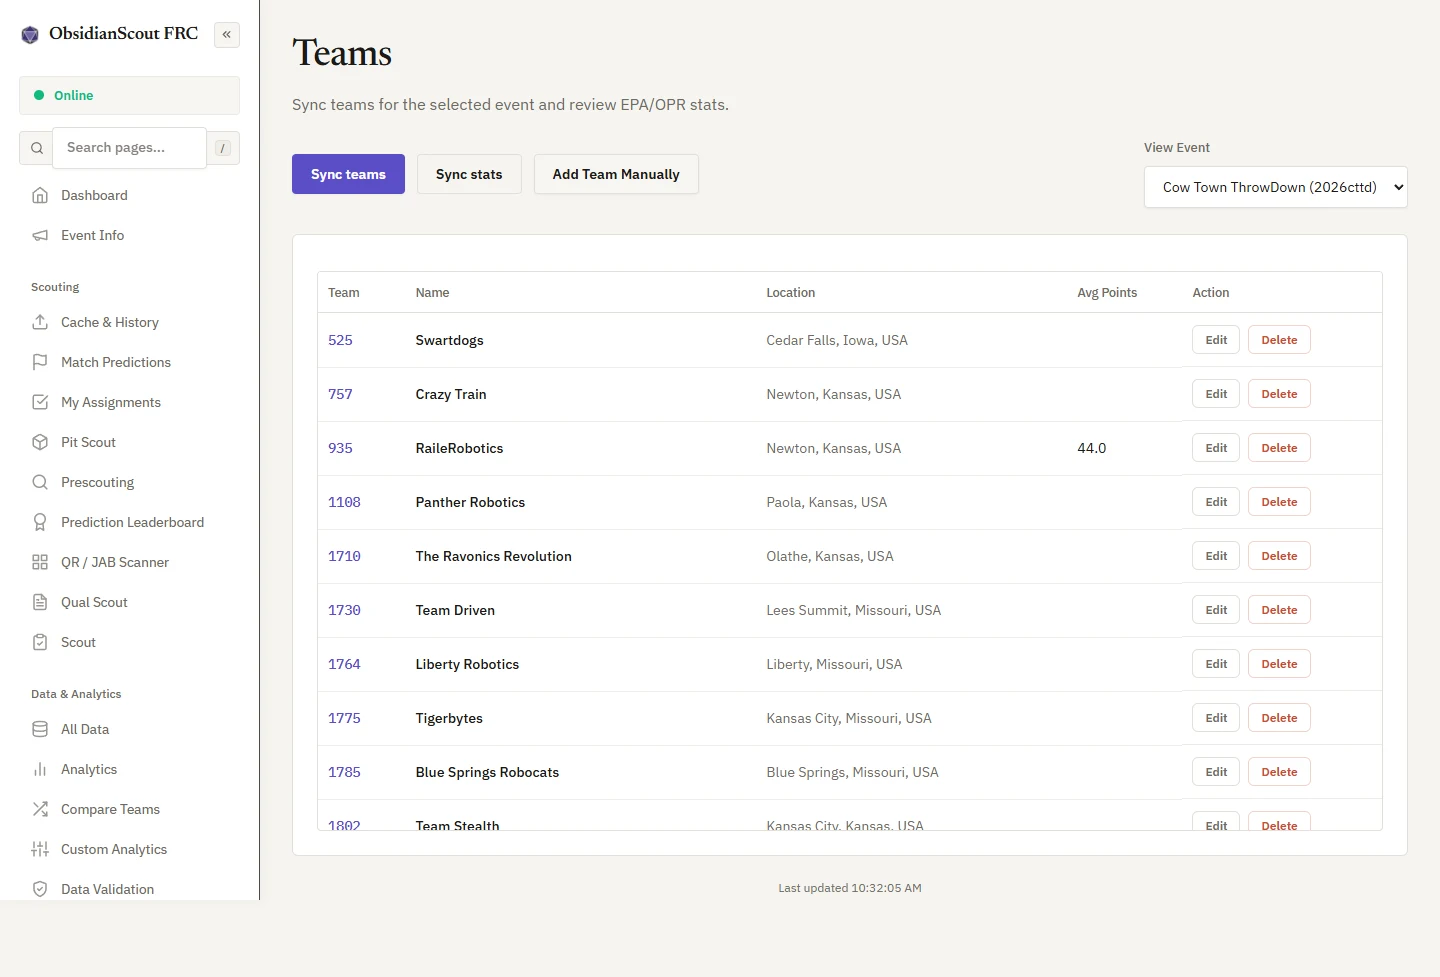 ObsidianScout FRC
«
Online
Search pages...
/
Dashboard
Event Info
Scouting
Cache & History
Match Predictions
My Assignments
Pit Scout
Prescouting
Prediction Leaderboard
QR / JAB Scanner
Qual Scout
Scout
Data & Analytics
All Data
Analytics
Compare Teams
Custom Analytics
Data Validation
Teams
Sync teams for the selected event and review EPA/OPR stats.
Sync teams Sync stats Add Team Manually
View Event
Cow Town ThrowDown (2026cttd)
Team Name Location Avg Points Action
525 Swartdogs Cedar Falls, Iowa, USA Edit Delete
757 Crazy Train Newton, Kansas, USA Edit Delete
935 RaileRobotics Newton, Kansas, USA 44.0 Edit Delete
1108 Panther Robotics Paola, Kansas, USA Edit Delete
1710 The Ravonics Revolution Olathe, Kansas, USA Edit Delete
1730 Team Driven Lees Summit, Missouri, USA Edit Delete
1764 Liberty Robotics Liberty, Missouri, USA Edit Delete
1775 Tigerbytes Kansas City, Missouri, USA Edit Delete
1785 Blue Springs Robocats Blue Springs, Missouri, USA Edit Delete
1802 Team Stealth Kansas City, Kansas, USA Edit Delete
Last updated 10:32:05 AM